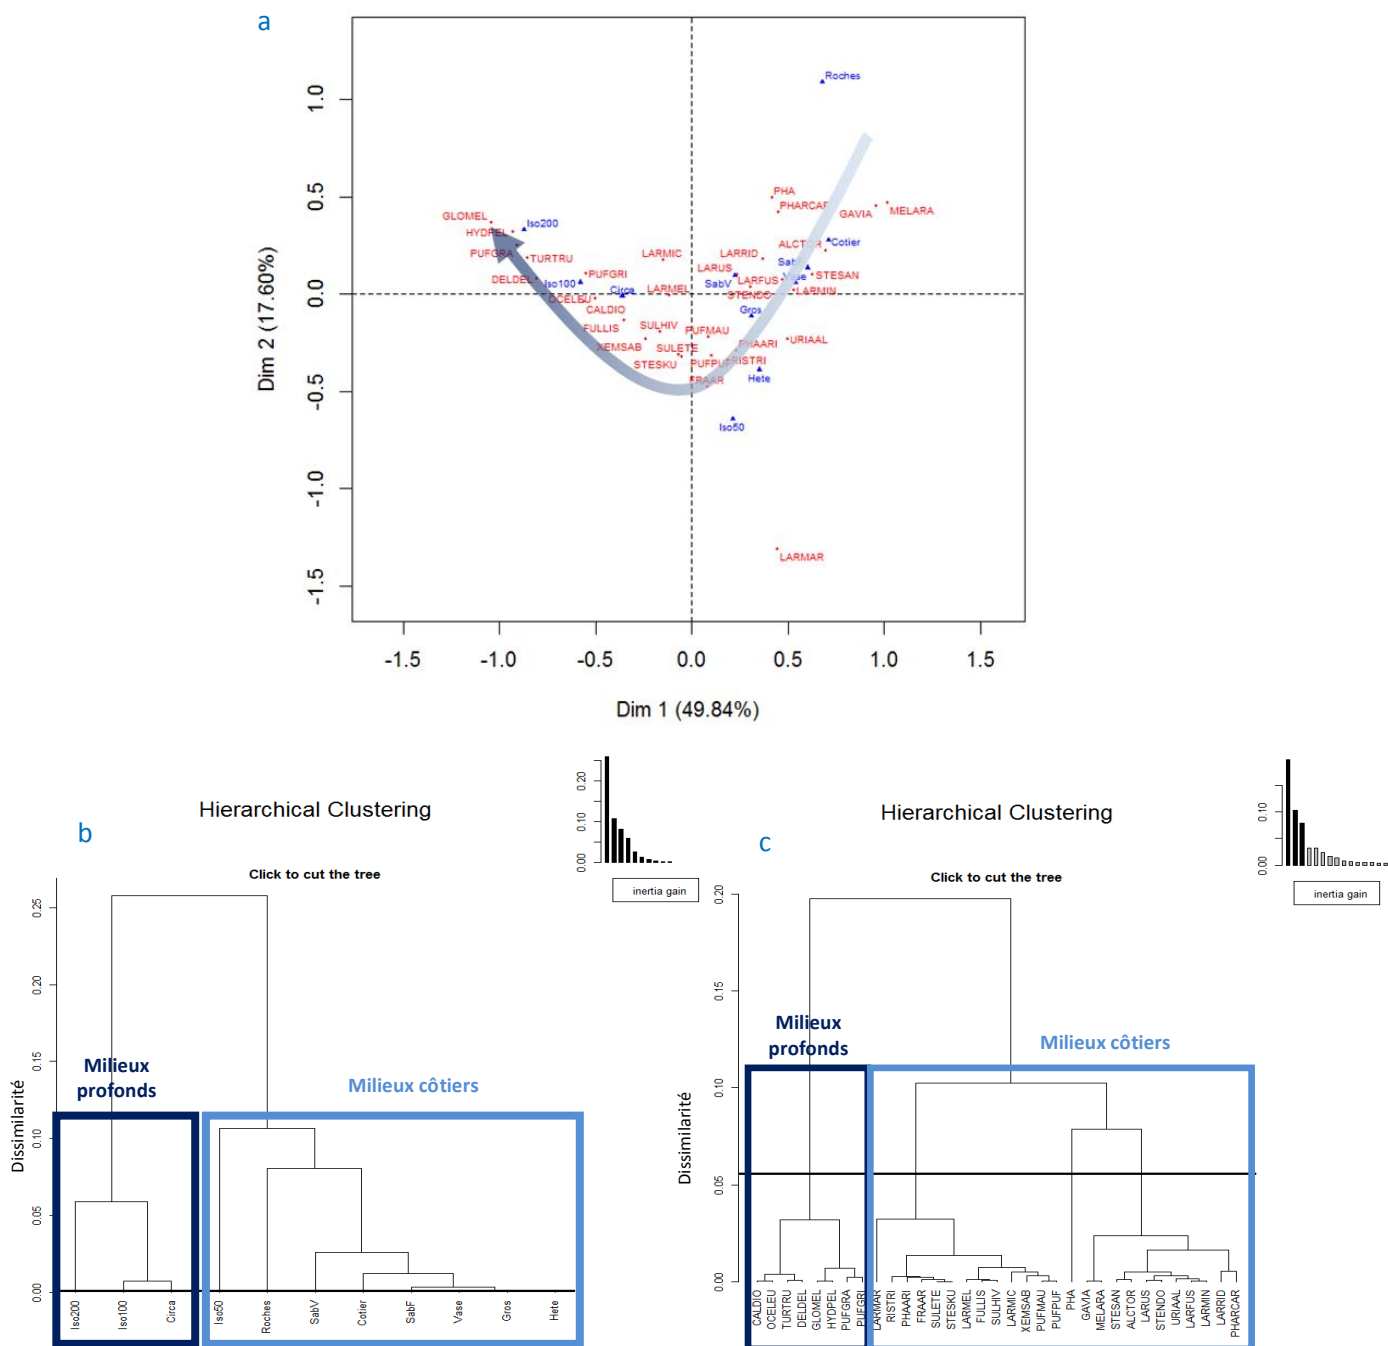 a
Roches
1.0
PHA
PHARCAR
GAVIA
MELARA
0.5
GLOMEL
Iso200
HYDPEL
ALCTOR
Cotier
PUFGRA
TURTRU
LARMIC
LARRID
LARUS
SabF
PUFGRI
STESAN
DELDEL
Iso100
SabV
LARFUS
Vase
Circa
LARMEL
STENDO
LARMIN
0.0
OCELEU
CALDIO
Gros
FULLIS
SULHIV
PUFMAU
XEMSAB
SULETE
PHAARI
URIAAL
STESKU
PUFPUF
RISTRI
FRAAR
Hete
-0.5
Iso50
-1.0
LARMAR
-1.5
Dim 2 (17.60%)
-1.5 -1.0 -0.5 0.0 0.5 1.0 1.5
Dim 1 (49.84%)
b
Hierarchical Clustering
0.00 0.10 0.20
inertia gain
Click to cut the tree
Dissimilarité
0.00 0.05 0.10 0.15 0.20 0.25
Milieux
profonds
Milieux côtiers
Iso200 Iso100 Circa Iso50 Roches SabV Cotier SabF Vase Gros Hete
c
Hierarchical Clustering
0.00 0.10
inertia gain
Click to cut the tree
Dissimilarité
0.00 0.05 0.10 0.15 0.20
Milieux
profonds
Milieux côtiers
CALDIO OCELEU TURTRU DELDEL GLOMEL HYDPEL PUFGRA PUFGRI LARMAR RISTRI PHAARI FRAAR SULETE STESKU LARMEL FULLIS SULHIV LARMIC XEMSAB PUFMAU PUFPUF PHA GAVIA MELARA STESAN ALCTOR LARUS STENDO URIAAL LARFUS LARMIN LARRID PHARCAR